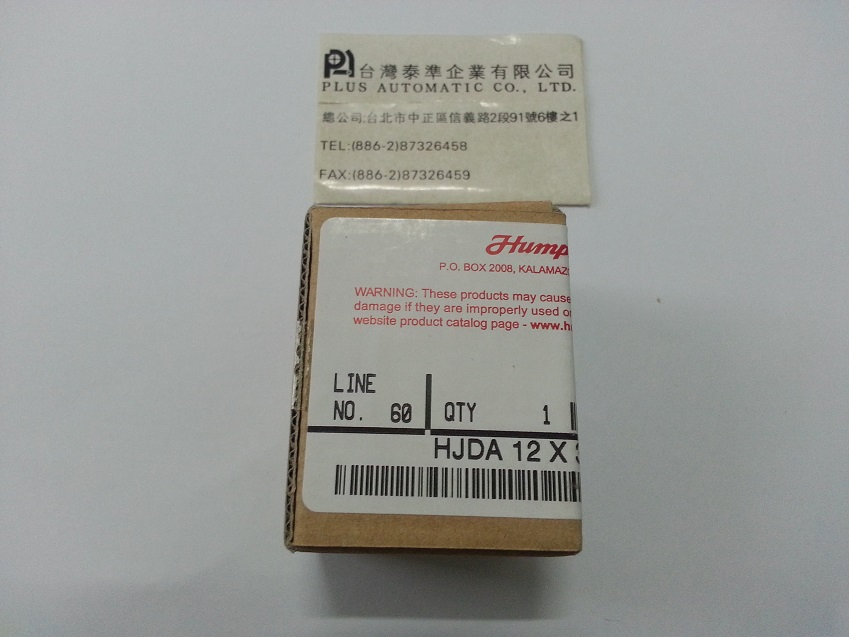 台灣泰準企業有限公司
PLUS AUTOMATIC CO., LTD.
總公司:台北市中正區信義路2段91號6樓之1
TEL:(886-2)87326458
FAX:(886-2)87326459
Hump
P.O. BOX 2008, KALAMAZ
WARNING: These products may cause
damage if they are improperly used o
website product catalog page - www.h
LINE
NO. 60 QTY 1
HJDA 12 X